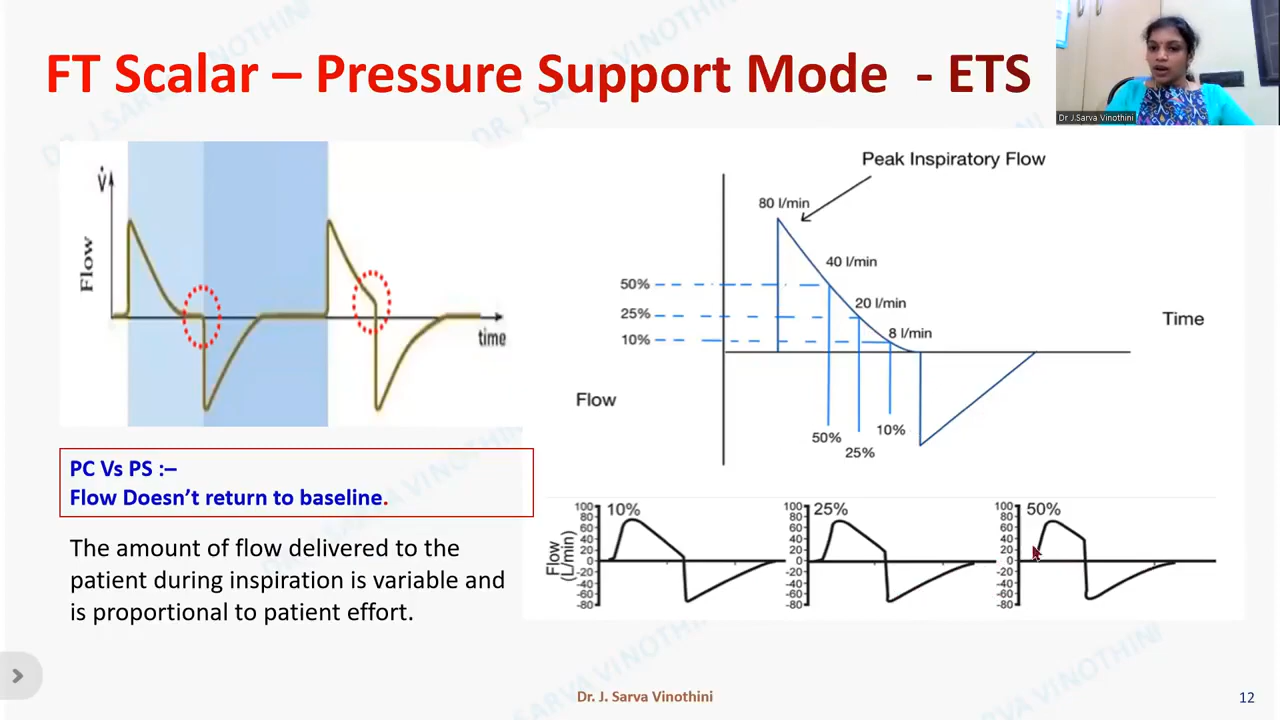 FT Scalar – Pressure Support Mode - ETS
Dr J.Sarva Vinothini
V̇
Flow
time
PC Vs PS :–
Flow Doesn’t return to baseline.
The amount of flow delivered to the
patient during inspiration is variable and
is proportional to patient effort.
Peak Inspiratory Flow
80 l/min
40 l/min
50%
20 l/min
25%
8 l/min
10%
Time
Flow
50%
25%
10%
Flow
(L/min)
100
80
60
40
20
0
-20
-40
-60
-80
10%
100
80
60
40
20
0
-20
-40
-60
-80
25%
100
80
60
40
20
0
-20
-40
-60
-80
50%
Dr. J. Sarva Vinothini
12
DR. J.SARVA VINOTHINI